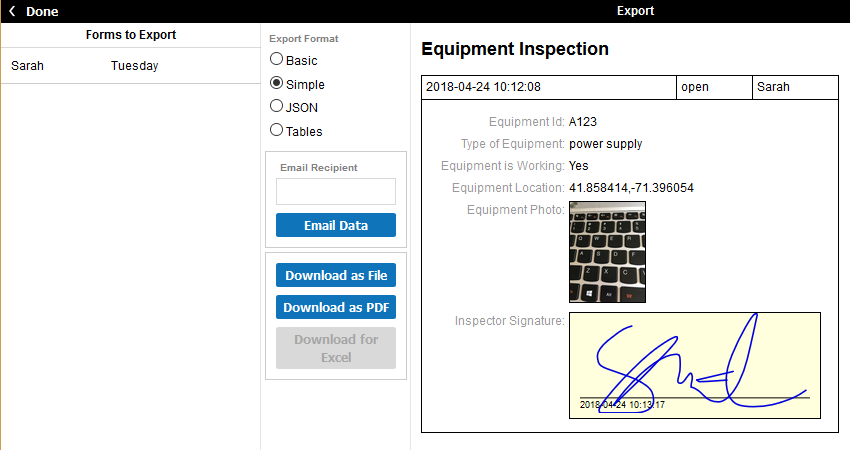 Done
Export
Forms to Export
Sarah Tuesday
Export Format
Basic
Simple
JSON
Tables
Email Recipient
Email Data
Download as File
Download as PDF
Download for
Excel
Equipment Inspection
2018-04-24 10:12:08 open Sarah
Equipment Id: A123
Type of Equipment: power supply
Equipment is Working: Yes
Equipment Location: 41.858414,-71.396054
Equipment Photo:
Q W E R
A S D F
Z X C
Alt
Inspector Signature:
2018-04-24 10:13:17